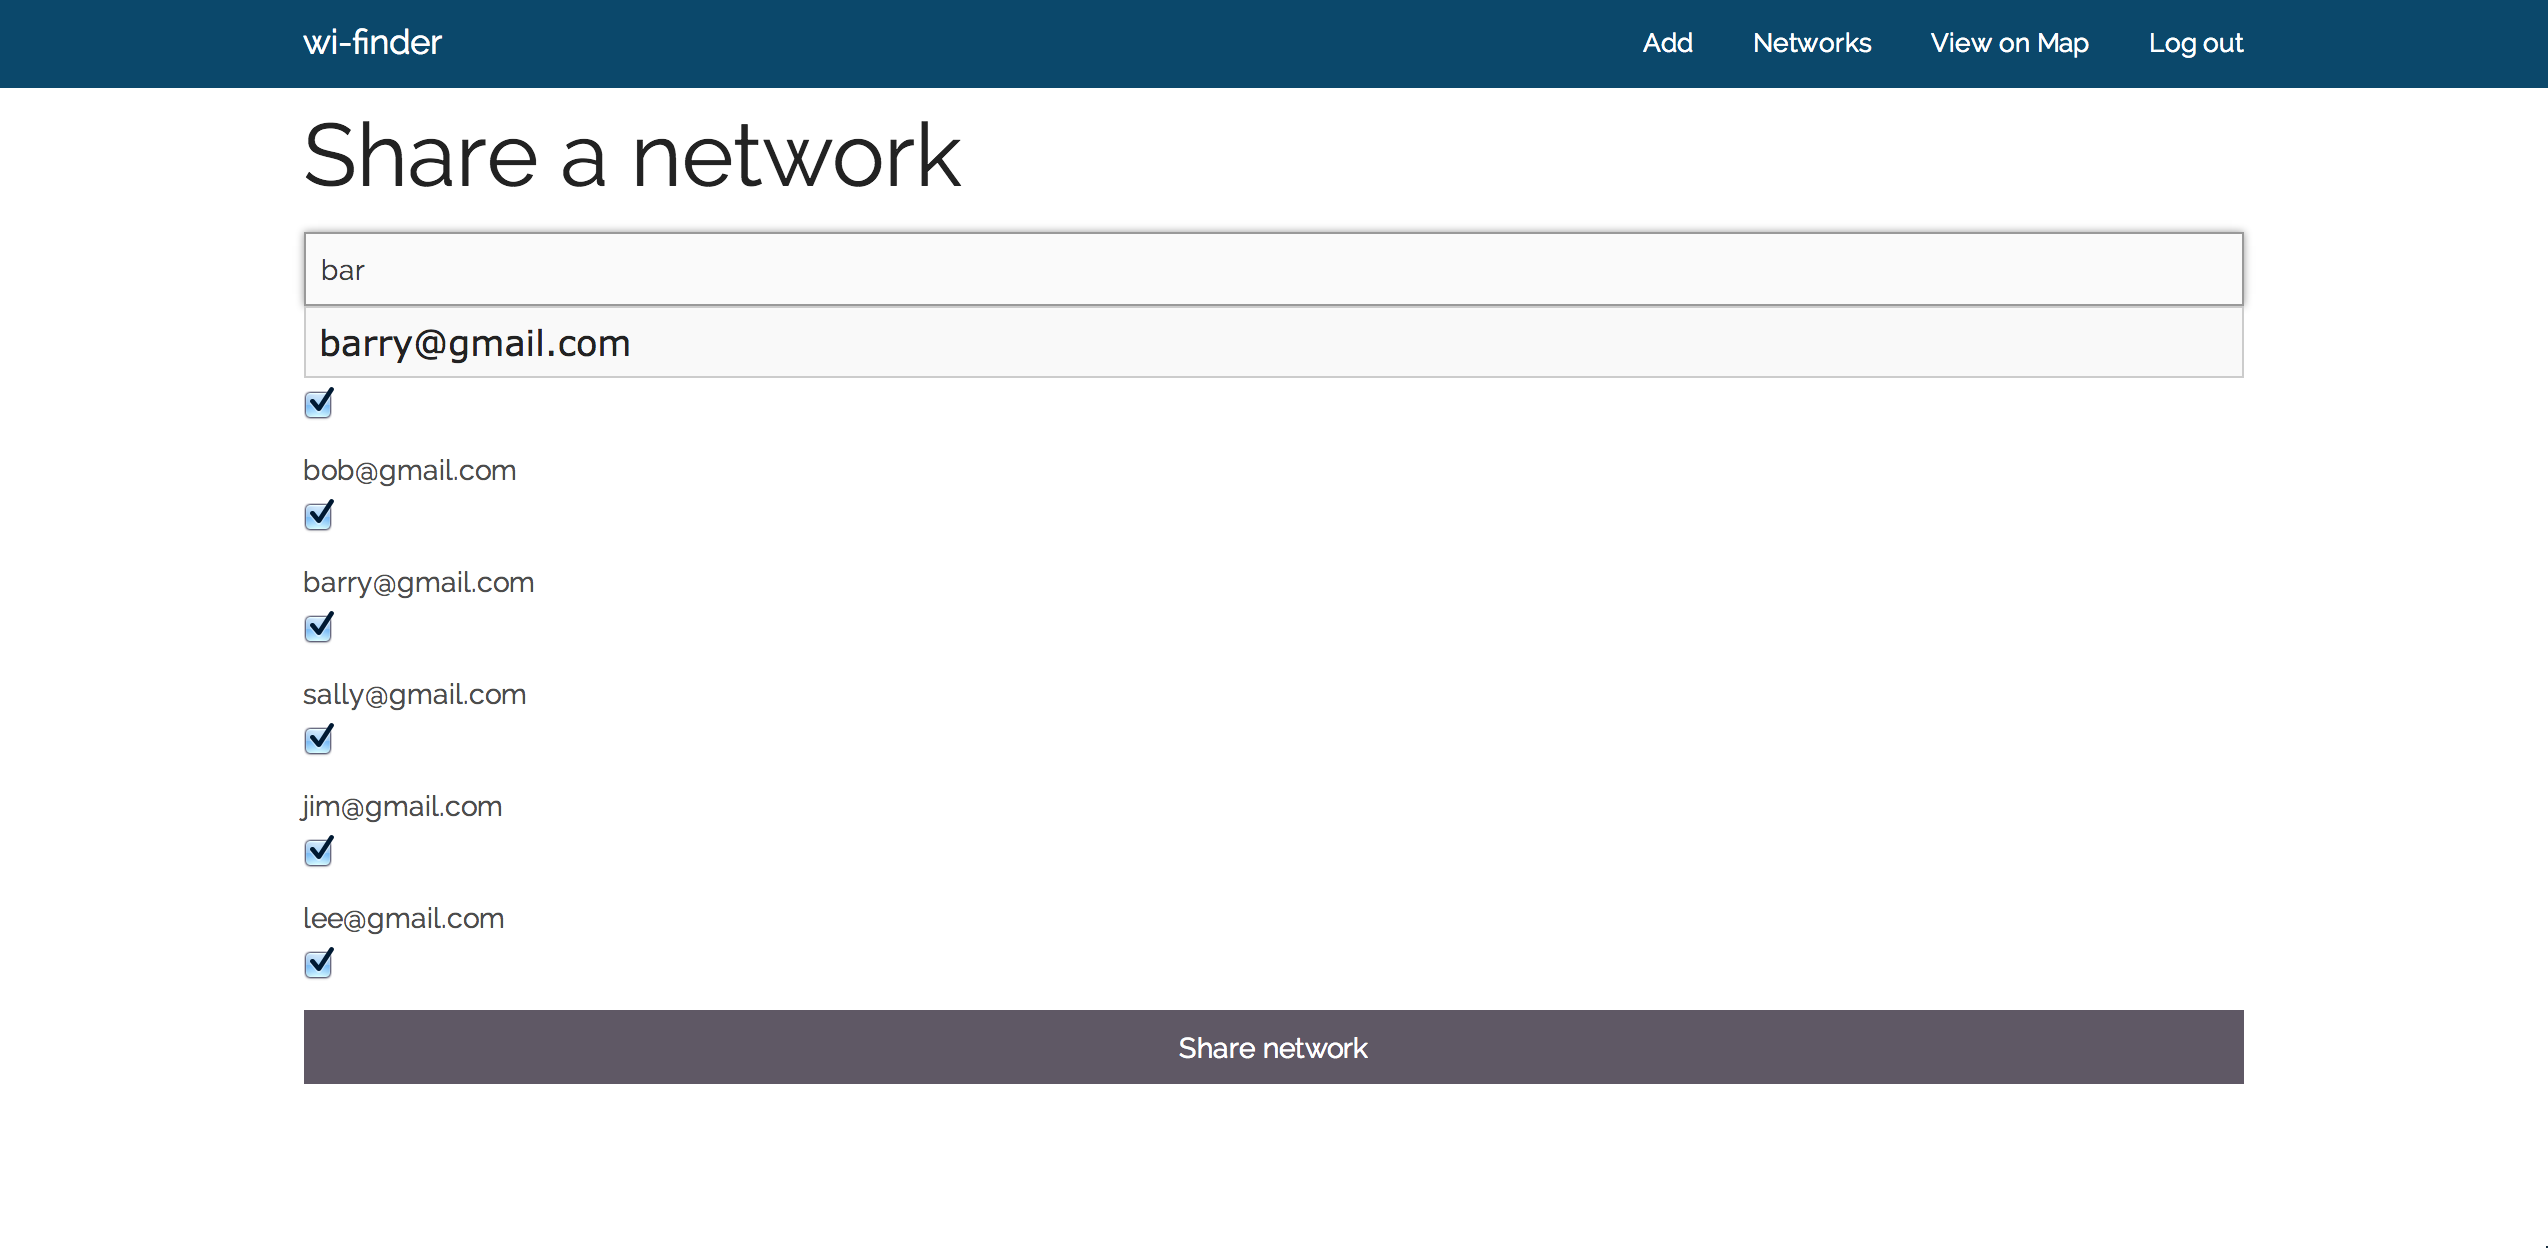 wi-finder
Add Networks View on Map Log out
Share a network
bar
barry@gmail.com
bob@gmail.com
barry@gmail.com
sally@gmail.com
jim@gmail.com
lee@gmail.com
Share network